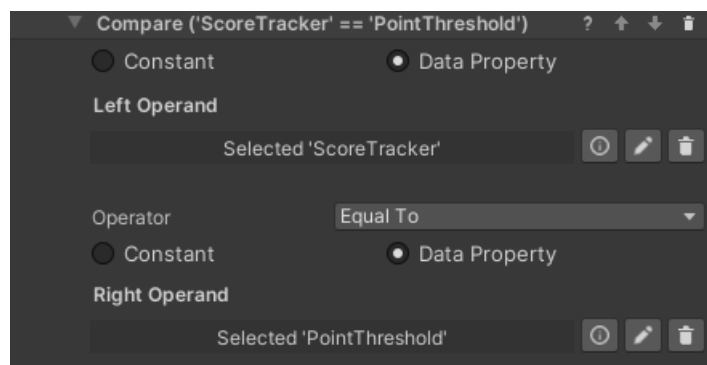 Compare ('ScoreTracker' == 'PointThreshold') ?
Constant Data Property
Left Operand
Selected 'ScoreTracker'
Operator Equal To
Constant Data Property
Right Operand
Selected 'PointThreshold'